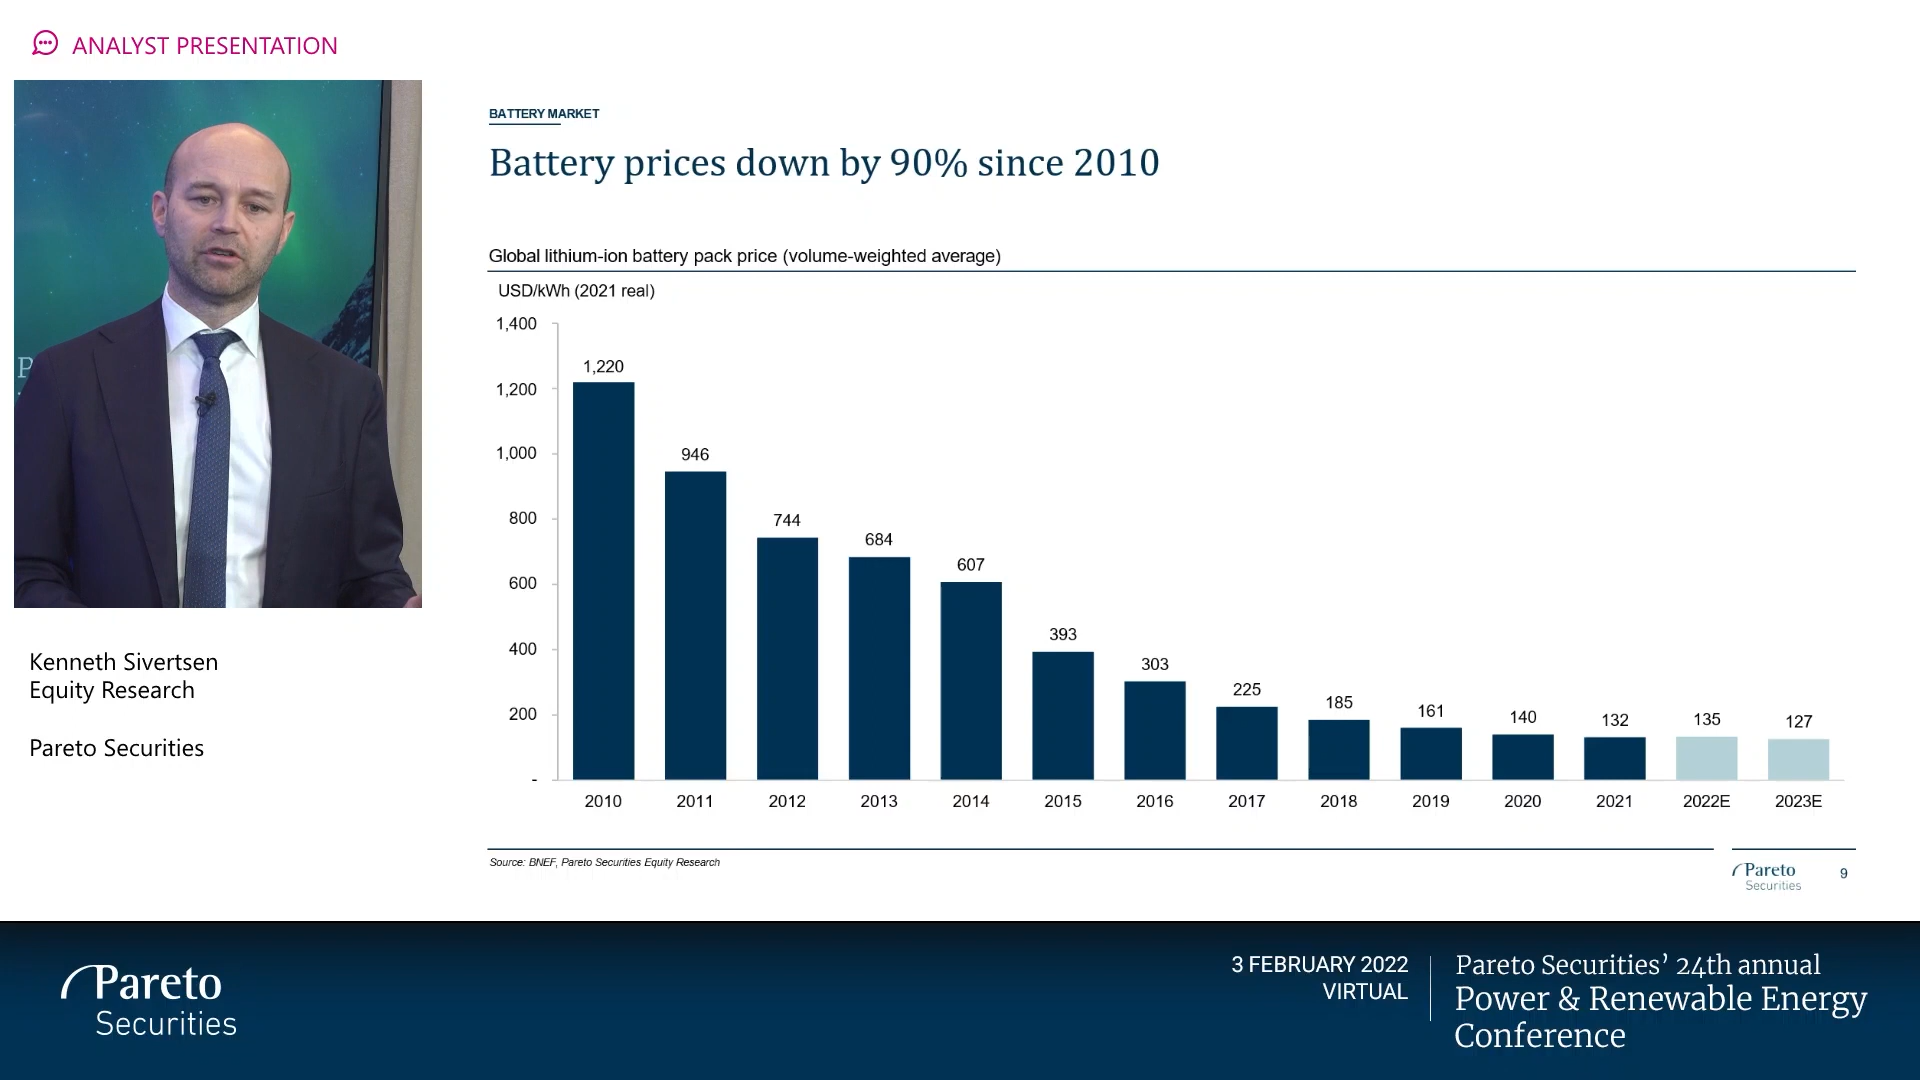 ANALYST PRESENTATION
BATTERY MARKET
Battery prices down by 90% since 2010
Global lithium-ion battery pack price (volume-weighted average)
USD/kWh (2021 real)
1,400
1,200
1,000
800
600
400
200
-
1,220
946
744
684
607
393
303
225
185
161
140
132
135
127
2010
2011
2012
2013
2014
2015
2016
2017
2018
2019
2020
2021
2022E
2023E
Source: BNEF, Pareto Securities Equity Research
Pareto
Securities
9
P
Kenneth Sivertsen
Equity Research
Pareto Securities
Pareto
Securities
3 FEBRUARY 2022
VIRTUAL
Pareto Securities’ 24th annual
Power & Renewable Energy
Conference